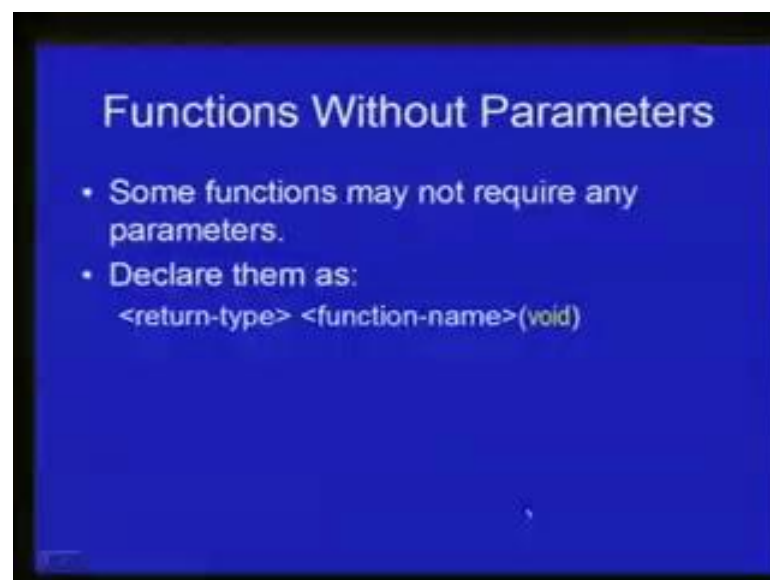 Functions Without Parameters
• Some functions may not require any
parameters.
• Declare them as:
<return-type> <function-name>(void)